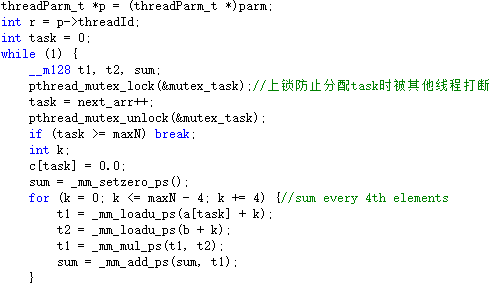 threadParm_t *p = (threadParm_t *)parm;
int r = p->threadId;
int task = 0;
while (1) {
    __m128 t1, t2, sum;
    pthread_mutex_lock(&mutex_task);//上锁防止分配task时被其他线程打断
    task = next_arr++;
    pthread_mutex_unlock(&mutex_task);
    if (task >= maxN) break;
    int k;
    c[task] = 0.0;
    sum = _mm_setzero_ps();
    for (k = 0; k <= maxN - 4; k += 4) {//sum every 4th elements
        t1 = _mm_loadu_ps(a[task] + k);
        t2 = _mm_loadu_ps(b + k);
        t1 = _mm_mul_ps(t1, t2);
        sum = _mm_add_ps(sum, t1);
    }